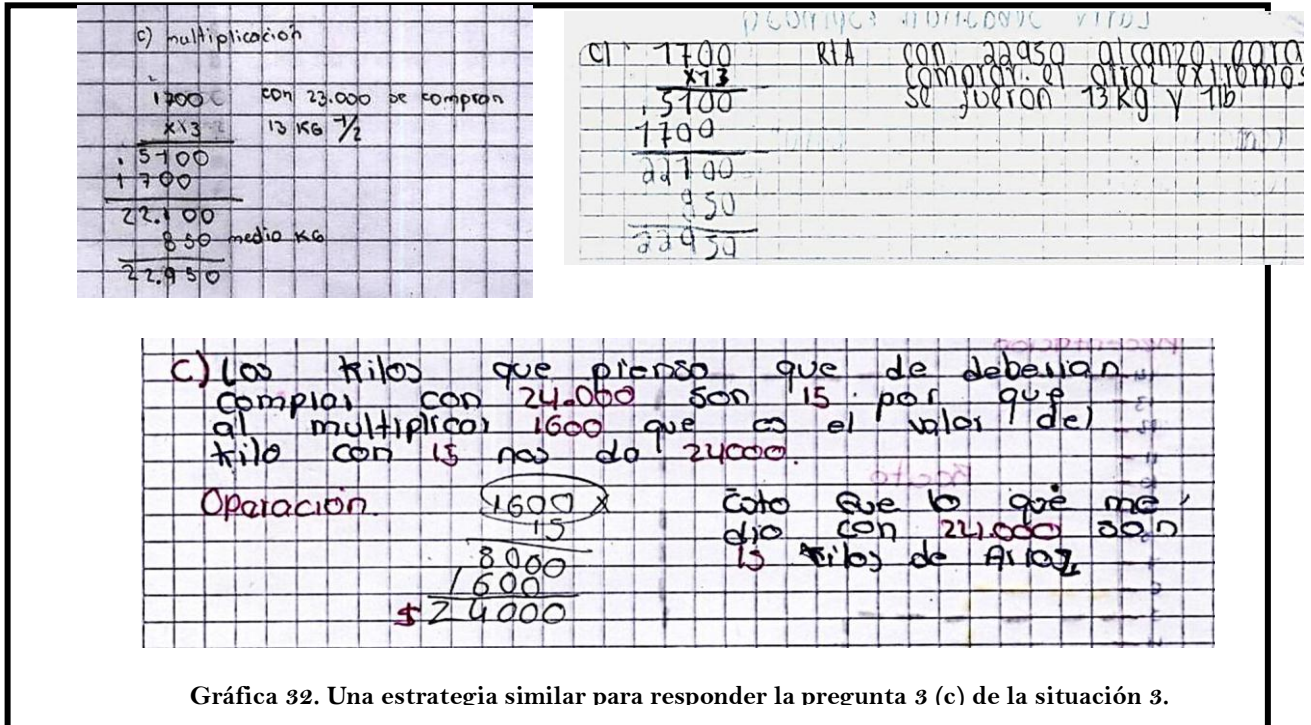 c) multiplicacion
1700 con 23.000 se compran
x13 13 KG 1/2
5100
1700
22.100
850 medio KG
22.950
c) 1700 RTA con 22950 alcanzo para
x13 comprar. el arroz extremos
5100 se fueron 13 kg y 1lb
1700
22100
850
22950
c) Los kilos que pienso que de deberian
comprar con 24.000 son 15 por que
al multiplicar 1600 que es el valor del
kilo con 15 nos da 24000.
Oparación. 1600 x Esto que lo que me
15 dio con 24.000 son
8000 15 kilos de Arroz
1600
$24000
Gráfica 32. Una estrategia similar para responder la pregunta 3 (c) de la situación 3.